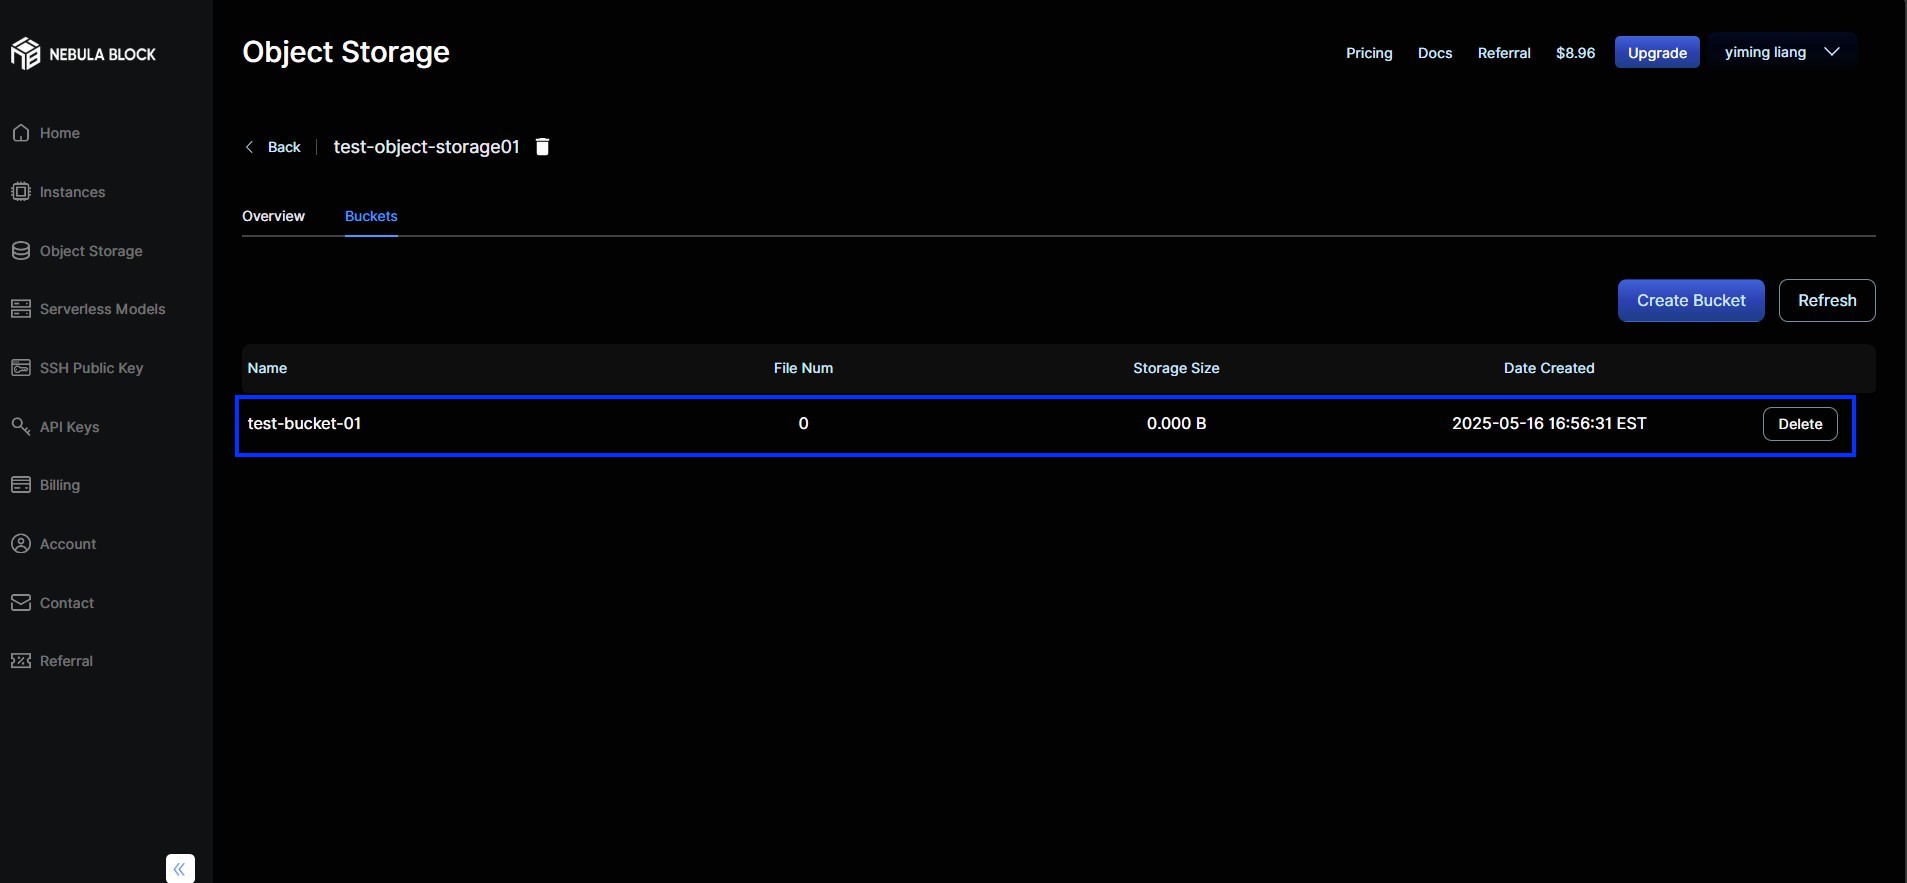 NEBULA BLOCK
Home
Instances
Object Storage
Serverless Models
SSH Public Key
API Keys
Billing
Account
Contact
Referral
Object Storage
Pricing Docs Referral $8.96 Upgrade yiming liang
Back test-object-storage01
Overview Buckets
Create Bucket Refresh
Name File Num Storage Size Date Created
test-bucket-01 0 0.000 B 2025-05-16 16:56:31 EST Delete